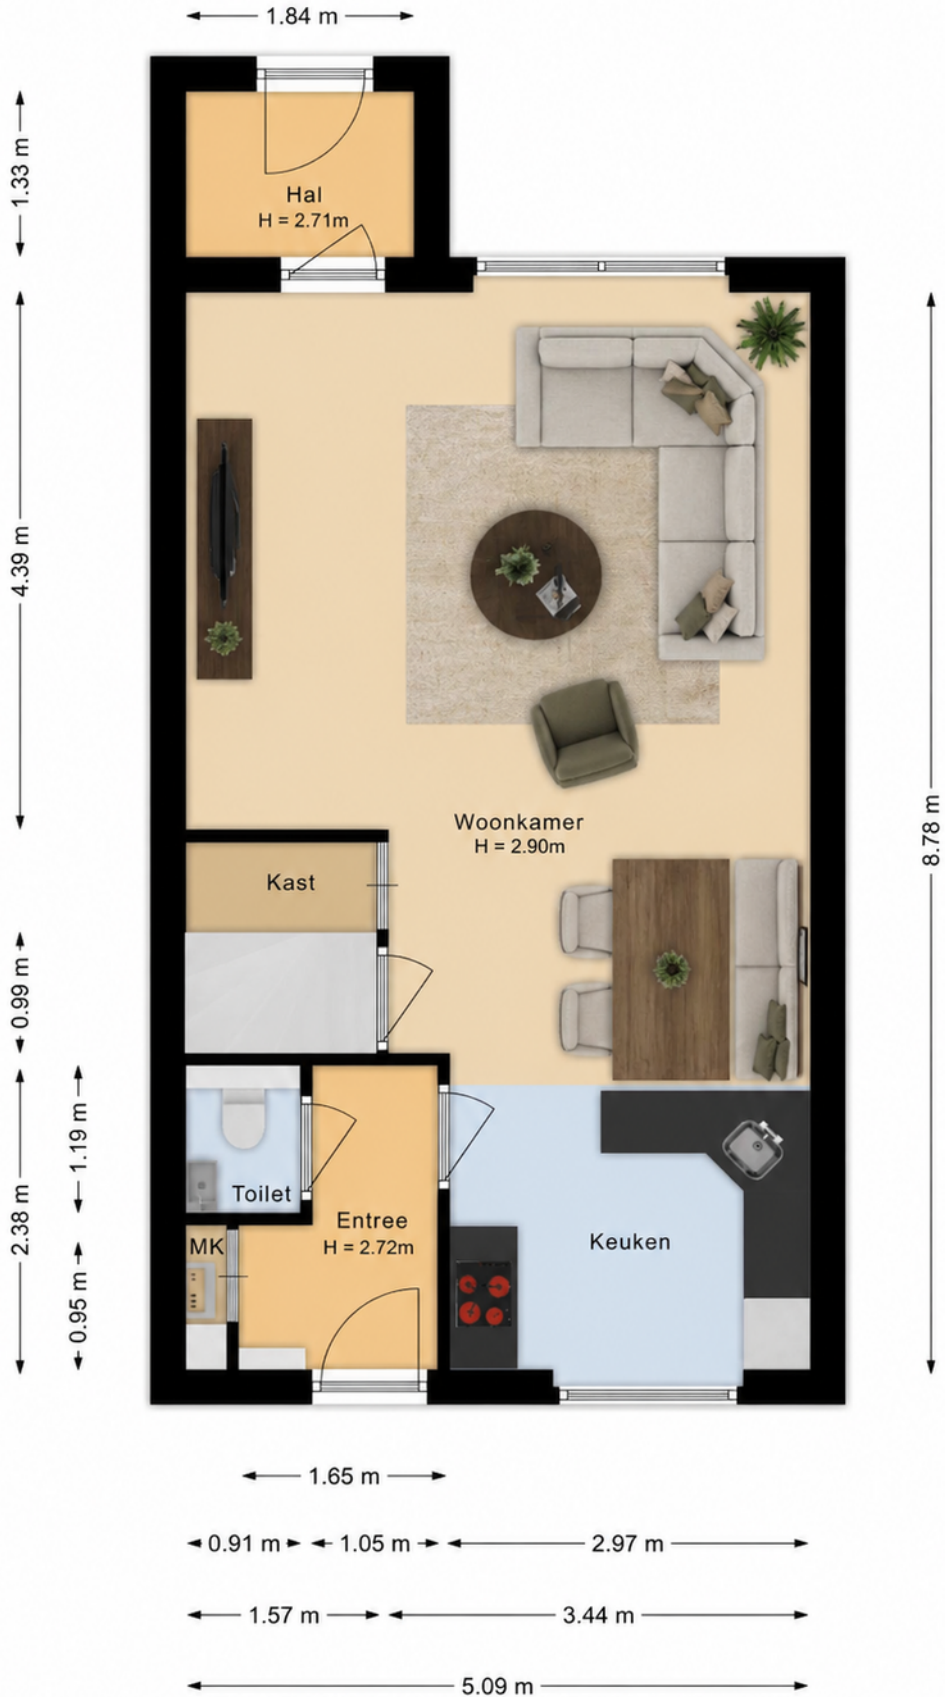 1.84 m
1.33 m
Hal
H = 2.71m
4.39 m
8.78 m
Woonkamer
H = 2.90m
Kast
0.99 m
1.19 m
2.38 m
Toilet
Entree
H = 2.72m
MK
Keuken
0.95 m
1.65 m
0.91 m
1.05 m
2.97 m
1.57 m
3.44 m
5.09 m